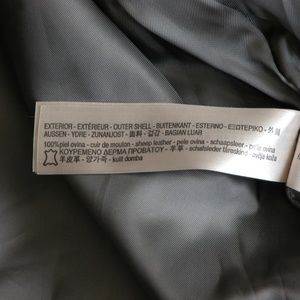 EXTERIOR - EXTÉRIEUR - OUTER SHELL - BUITENKANT - ESTERNO - ΕΞΩΤΕΡΙΚΟ - 外側
AUSSEN - YDRE - ZUNANJOST - 面料 - 겉감 - BAGIAN LUAR
100% piel ovina - cuir de mouton - sheep leather - pele ovina - schaapsleer - pelle ovina
ΚΟΥΡΕΜΕΝΟ ΔΕΡΜΑ ΠΡΟΒΑΤΟΥ - 羊革 - schafsleder fåreskind - ovčja koža
羊皮革 - 양가죽 - kulit domba